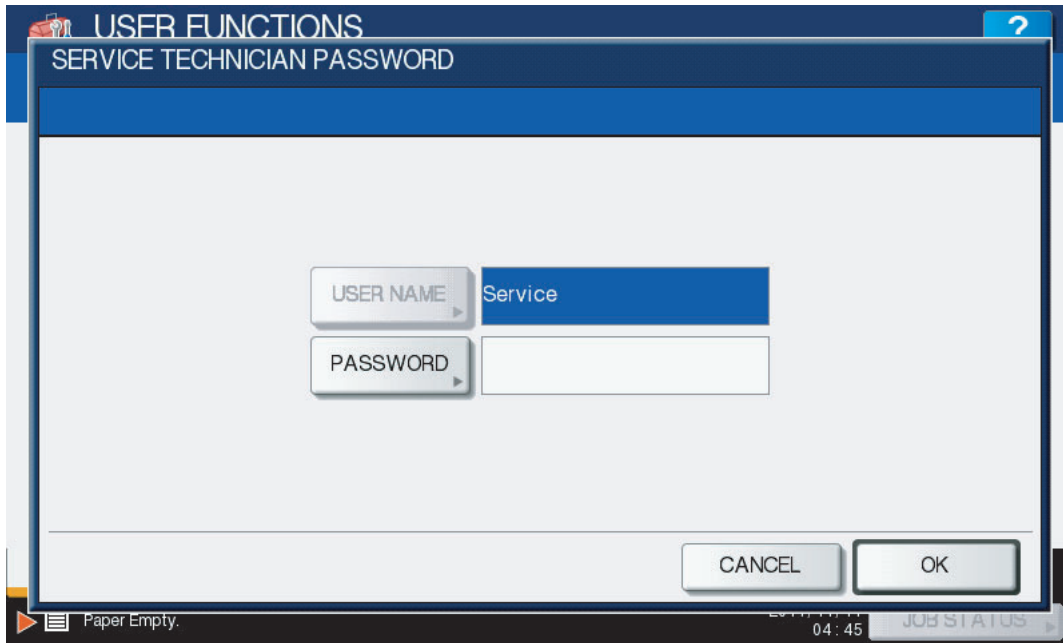 USER FUNCTIONS
?
SERVICE TECHNICIAN PASSWORD
USER NAME
Service
PASSWORD
CANCEL
OK
Paper Empty.
04 : 45
JOB STATUS